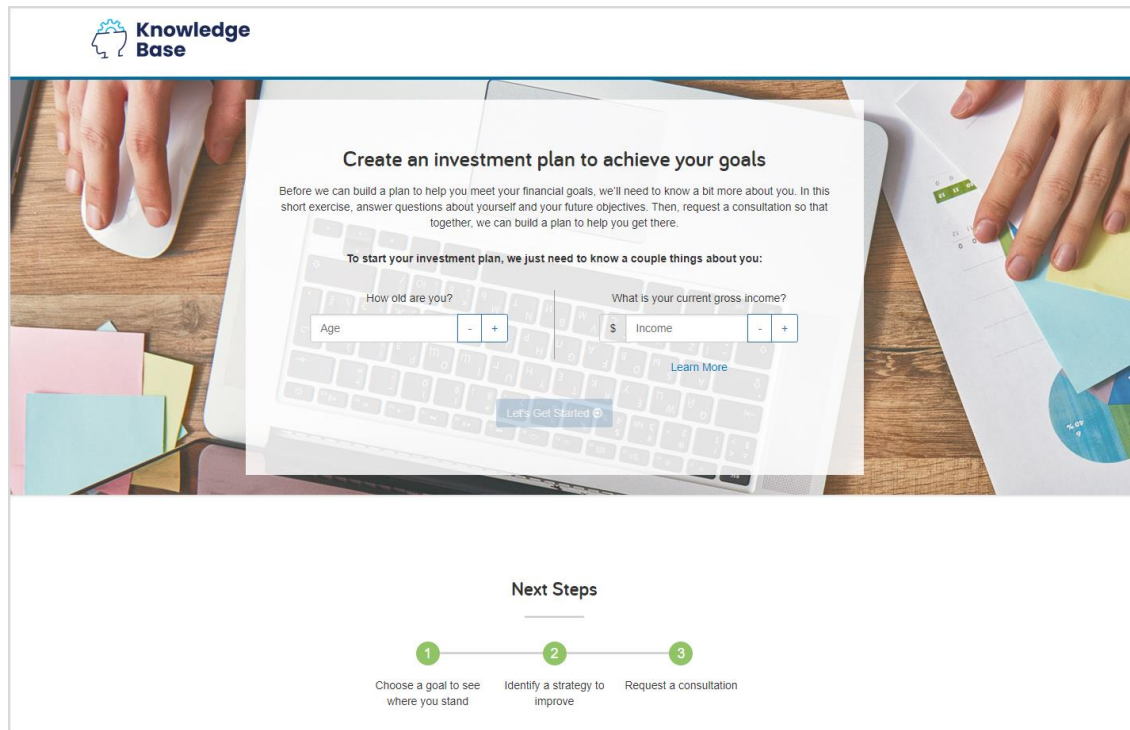 Knowledge
Base
Create an investment plan to achieve your goals
Before we can build a plan to help you meet your financial goals, we'll need to know a bit more about you. In this
short exercise, answer questions about yourself and your future objectives. Then, request a consultation so that
together, we can build a plan to help you get there.
To start your investment plan, we just need to know a couple things about you:
How old are you?
Age - +
What is your current gross income?
$ Income - +
Learn More
Let's Get Started
Next Steps
1 2 3
Choose a goal to see
where you stand
Identify a strategy to
improve
Request a consultation